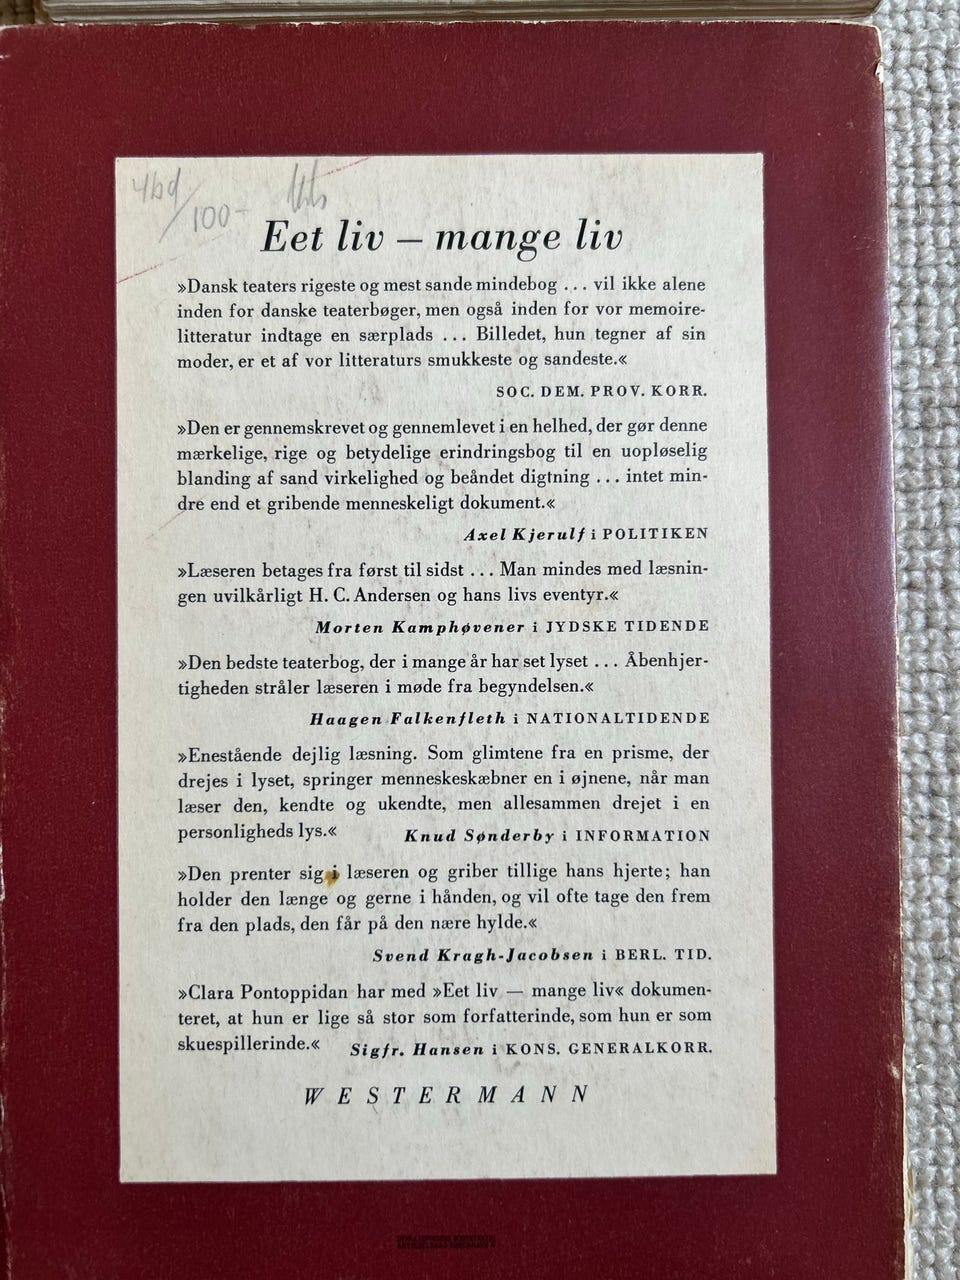 4bd/100-
Eet liv — mange liv
»Dansk teaters rigeste og mest sande mindebog ... vil ikke alene
inden for danske teaterbøger, men også inden for vor memoire-
litteratur indtage en særplads ... Billedet, hun tegner af sin
moder, er et af vor litteraturs smukkeste og sandeste.«
SOC. DEM. PROV. KORR.
»Den er gennemskrevet og gennemlevet i en helhed, der gør denne
mærkelige, rige og betydelige erindringsbog til en uopløselig
blanding af sand virkelighed og beåndet digtning ... intet min-
dre end et gribende menneskeligt dokument.«
Axel Kjerulf i POLITIKEN
»Læseren betages fra først til sidst ... Man mindes med læsnin-
gen uvilkårligt H. C. Andersen og hans livs eventyr.«
Morten Kamphøvener i JYDSKE TIDENDE
»Den bedste teaterbog, der i mange år har set lyset ... Åbenhjer-
tigheden stråler læseren i møde fra begyndelsen.«
Haagen Falkenfleth i NATIONALTIDENDE
»Enestående dejlig læsning. Som glimtene fra en prisme, der
drejes i lyset, springer menneskeskæbner en i øjnene, når man
læser den, kendte og ukendte, men allesammen drejet i en
personligheds lys.« Knud Sønderby i INFORMATION
»Den prenter sig i læseren og griber tillige hans hjerte; han
holder den længe og gerne i hånden, og vil ofte tage den frem
fra den plads, den får på den nære hylde.«
Svend Kragh-Jacobsen i BERL. TID.
»Clara Pontoppidan har med »Eet liv — mange liv« dokumen-
teret, at hun er lige så stor som forfatterinde, som hun er som
skuespillerinde.« Sigfr. Hansen i KONS. GENERALKORR.
WESTERMANN